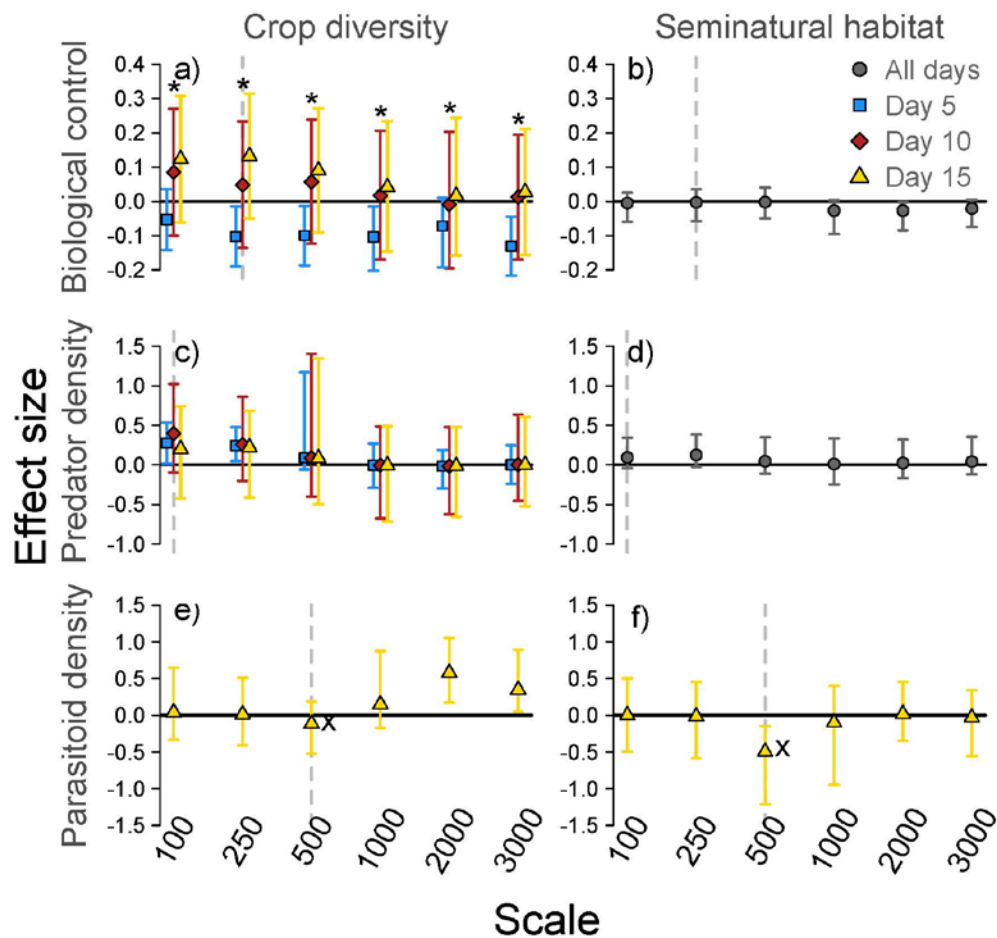 Crop diversity
Seminatural habitat
Effect size
Biological control
a)
0.4
0.3
0.2
0.1
0.0
-0.1
-0.2
* * * * * *
b)
0.4
0.3
0.2
0.1
0.0
-0.1
-0.2
All days
Day 5
Day 10
Day 15
Predator density
c)
1.5
1.0
0.5
0.0
-0.5
-1.0
d)
1.5
1.0
0.5
0.0
-0.5
-1.0
Parasitoid density
e)
1.5
1.0
0.5
0.0
-0.5
-1.0
-1.5
x
f)
1.5
1.0
0.5
0.0
-0.5
-1.0
-1.5
x
100 250 500 1000 2000 3000
100 250 500 1000 2000 3000
Scale